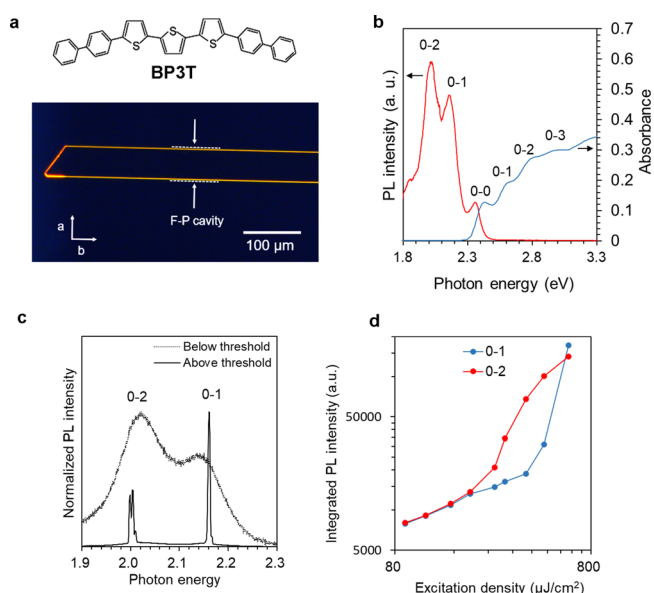 a
S
S
S
BP3T
F-P cavity
a
b
100 µm
b
PL intensity (a. u.)
Absorbance
0-2
0-1
0-0
0-1
0-2
0-3
0.7
0.6
0.5
0.4
0.3
0.2
0.1
0
1.8
2.3
2.8
3.3
Photon energy (eV)
c
Normalized PL intensity
Below threshold
Above threshold
0-2
0-1
1.9
2.0
2.1
2.2
2.3
Photon energy
d
Integrated PL intensity (a.u.)
0-1
0-2
50000
5000
80
800
Excitation density (µJ/cm²)